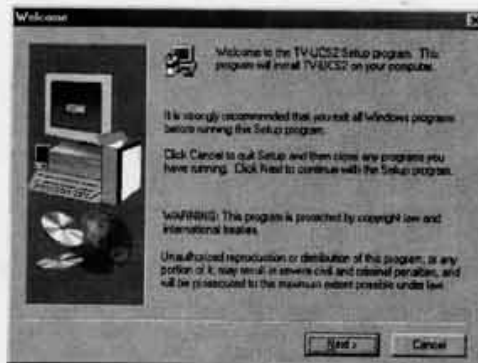 Welcome
Welcome to the TV-UCS2 Setup program. This
program will install TV-UCS2 on your computer.
It is strongly recommended that you exit all Windows programs
before running this Setup program.
Click Cancel to quit Setup and then close any programs you
have running. Click Next to continue with the Setup program.
WARNING: This program is protected by copyright law and
international treaties.
Unauthorized reproduction or distribution of this program, or any
portion of it, may result in severe civil and criminal penalties, and
will be prosecuted to the maximum extent possible under law.
Next >
Cancel